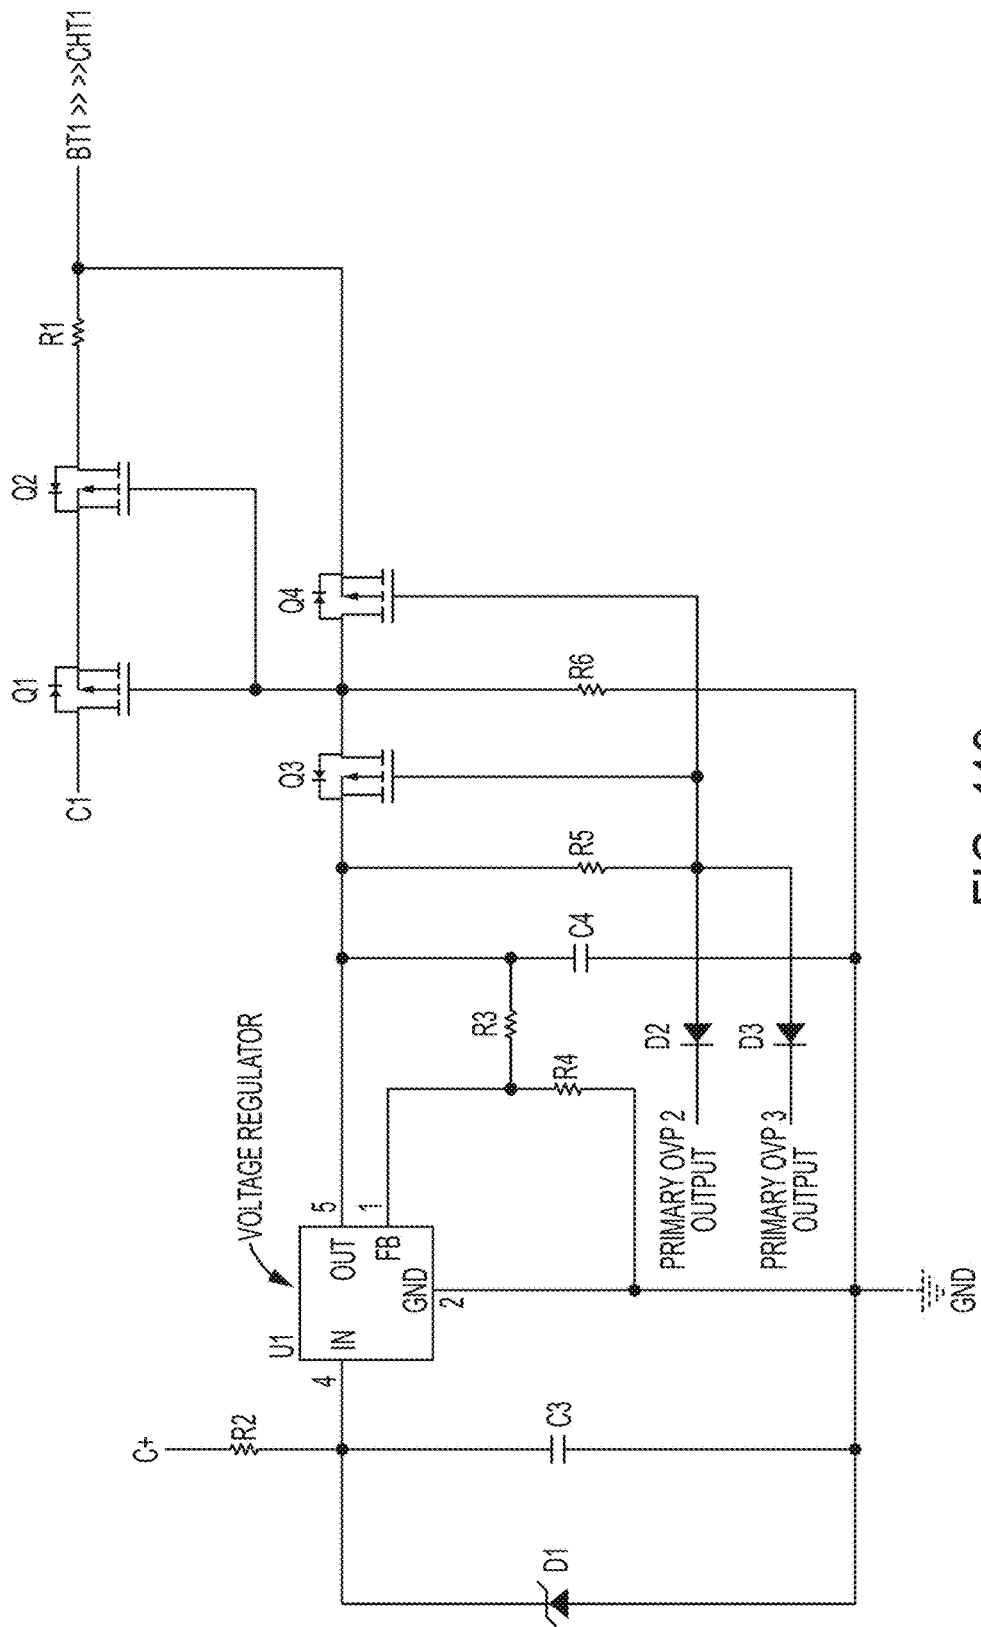 BT1 >> >>CHT1
R1
Q2
Q1
C1
Q4
Q3
R6
R5
C4
R3
R4
VOLTAGE REGULATOR
U1
IN
OUT
FB
GND
4
5
1
2
D2
D3
PRIMARY OVP 2
OUTPUT
PRIMARY OVP 3
OUTPUT
C+
R2
C3
D1
GND